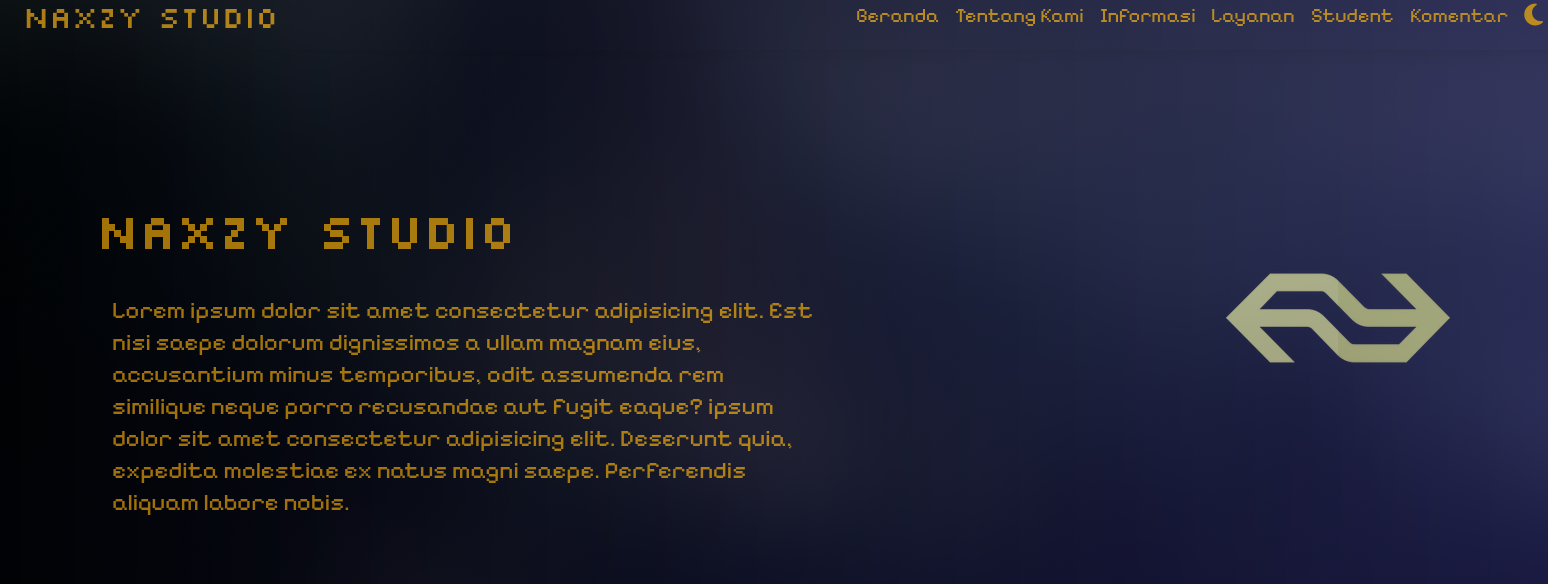 NAXZY STUDIO
Beranda Tentang Kami Informasi Layanan Student Komentar
NAXZY STUDIO
Lorem ipsum dolor sit amet consectetur adipisicing elit. Est
nisi saepe dolorum dignissimos a ullam magnam eius,
accusantium minus temporibus, odit assumenda rem
similique neque porro recusandae aut fugit eaque? ipsum
dolor sit amet consectetur adipisicing elit. Deserunt quia,
expedita molestiae ex natus magni saepe. Perferendis
aliquam labore nobis.